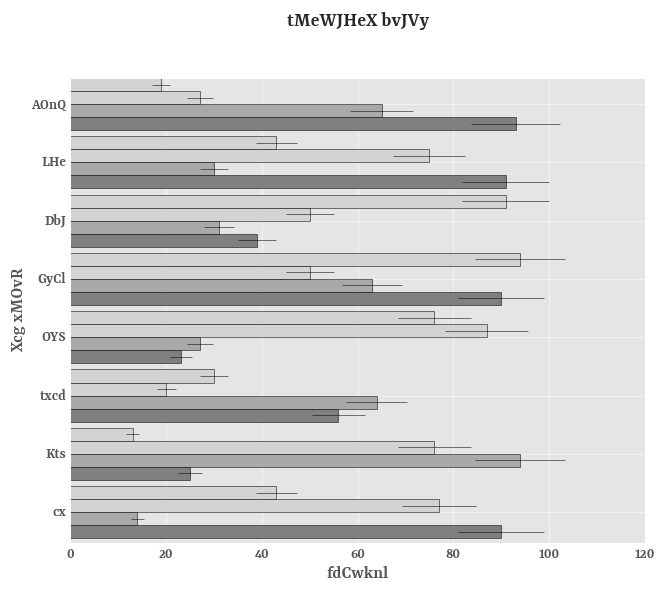 tMeWJHeX bvJVy
AOnQ
LHe
DbJ
GyCl
OYS
txcd
Kts
cx
Xcg xMOvR
0 20 40 60 80 100 120
fdCwknl